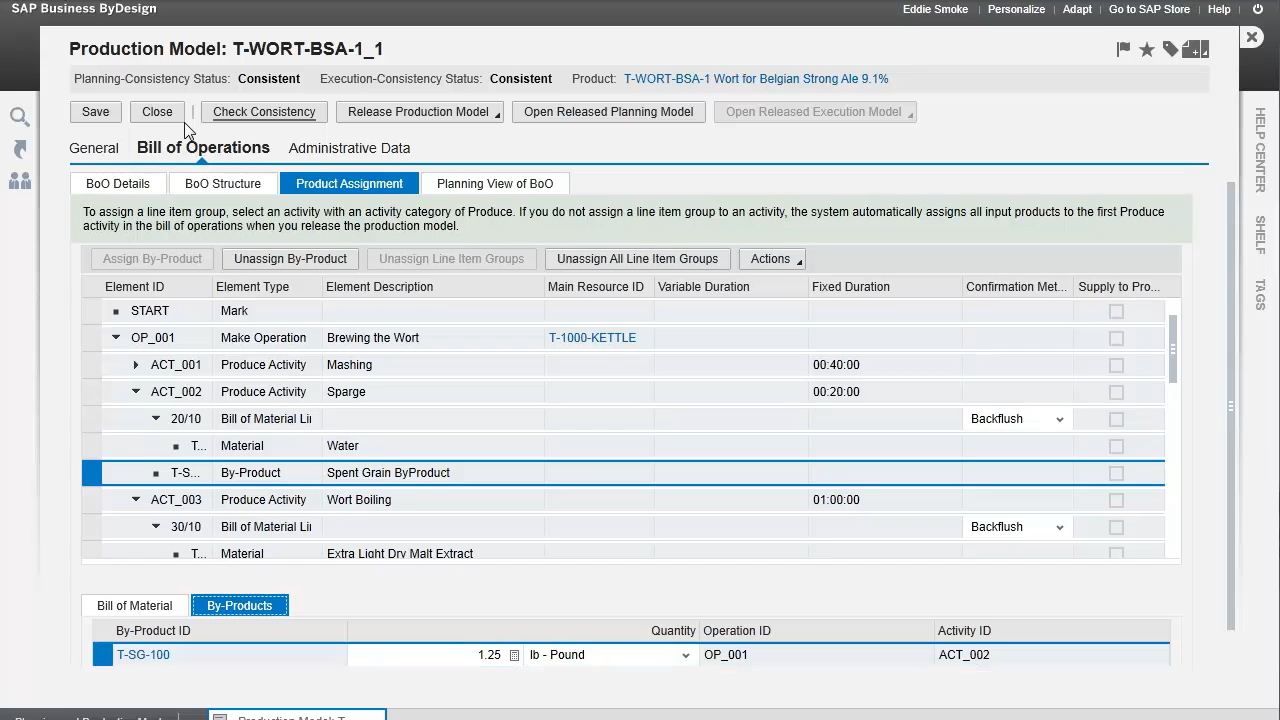 SAP Business ByDesign
Eddie Smoke Personalize Adapt Go to SAP Store Help
Production Model: T-WORT-BSA-1_1
Planning-Consistency Status: Consistent Execution-Consistency Status: Consistent Product: T-WORT-BSA-1 Wort for Belgian Strong Ale 9.1%
Save Close Check Consistency Release Production Model Open Released Planning Model Open Released Execution Model
General Bill of Operations Administrative Data
BoO Details BoO Structure Product Assignment Planning View of BoO
To assign a line item group, select an activity with an activity category of Produce. If you do not assign a line item group to an activity, the system automatically assigns all input products to the first Produce
activity in the bill of operations when you release the production model.
Assign By-Product Unassign By-Product Unassign Line Item Groups Unassign All Line Item Groups Actions
Element ID Element Type Element Description Main Resource ID Variable Duration Fixed Duration Confirmation Met... Supply to Pro...
START Mark
OP_001 Make Operation Brewing the Wort T-1000-KETTLE
ACT_001 Produce Activity Mashing 00:40:00
ACT_002 Produce Activity Sparge 00:20:00
20/10 Bill of Material Lin Backflush
T... Material Water
T-S... By-Product Spent Grain ByProduct
ACT_003 Produce Activity Wort Boiling 01:00:00
30/10 Bill of Material Lin Backflush
T... Material Extra Light Dry Malt Extract
Bill of Material By-Products
By-Product ID Quantity Operation ID Activity ID
T-SG-100 1.25 lb - Pound OP_001 ACT_002
Production Model: T-
HELP CENTER
SHELF
TAGS